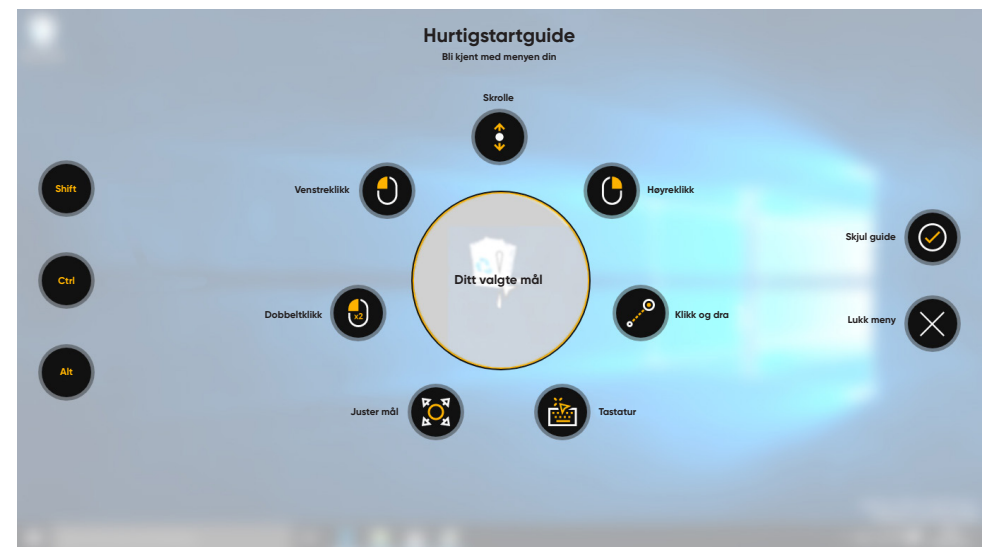 Hurtigstartguide
Bli kjent med menyen din
Skrolle
Venstreklikk
Høyreklikk
Shift
Skjul guide
Ctrl
Ditt valgte mål
Dobbeltklikk
x2
Klikk og dra
Lukk meny
Alt
Juster mål
Tastatur